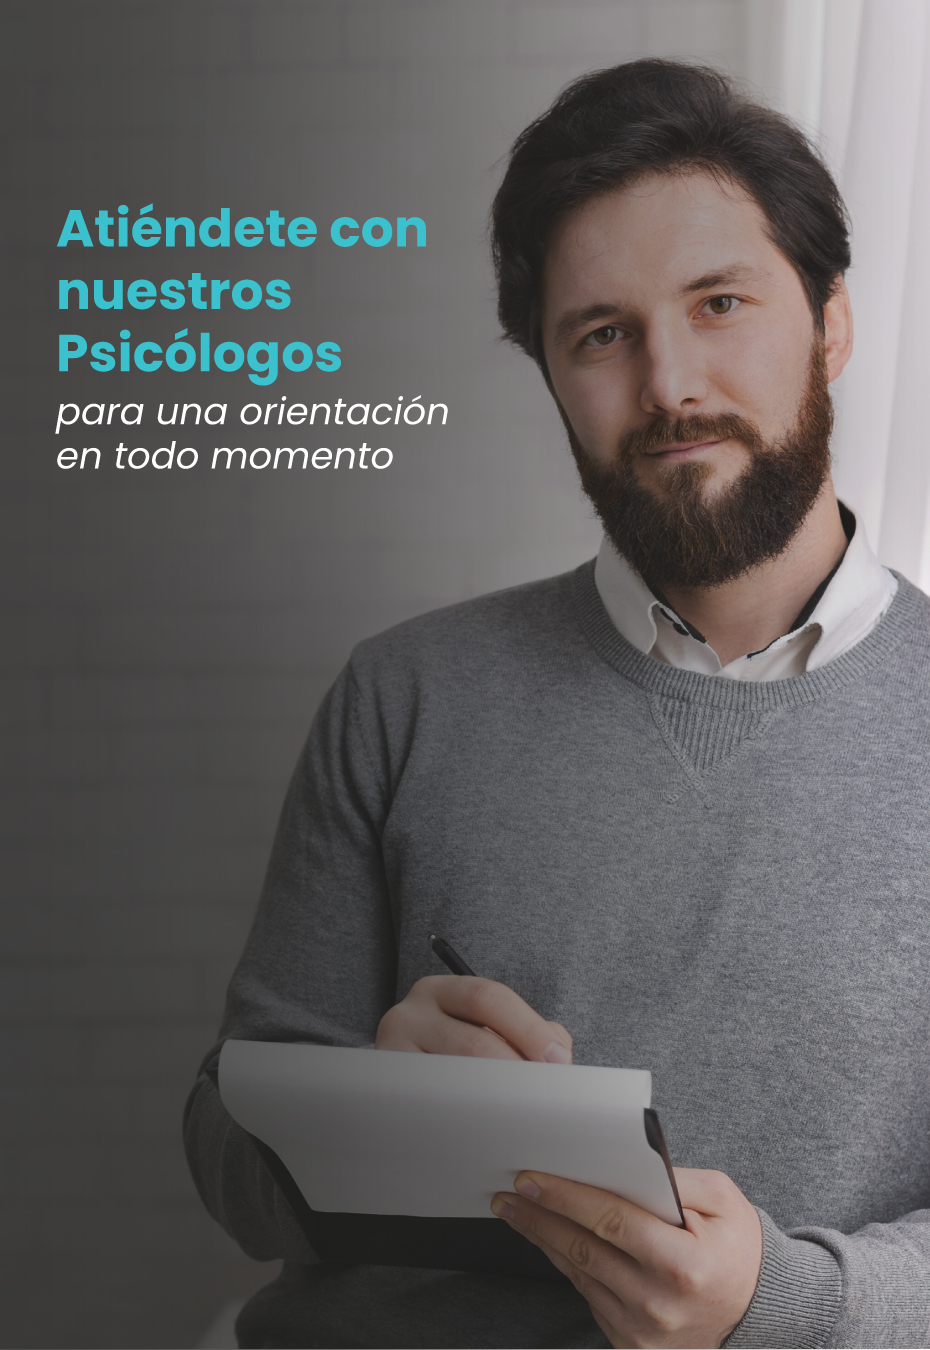 Atiéndete con
nuestros
Psicólogos
para una orientación
en todo momento